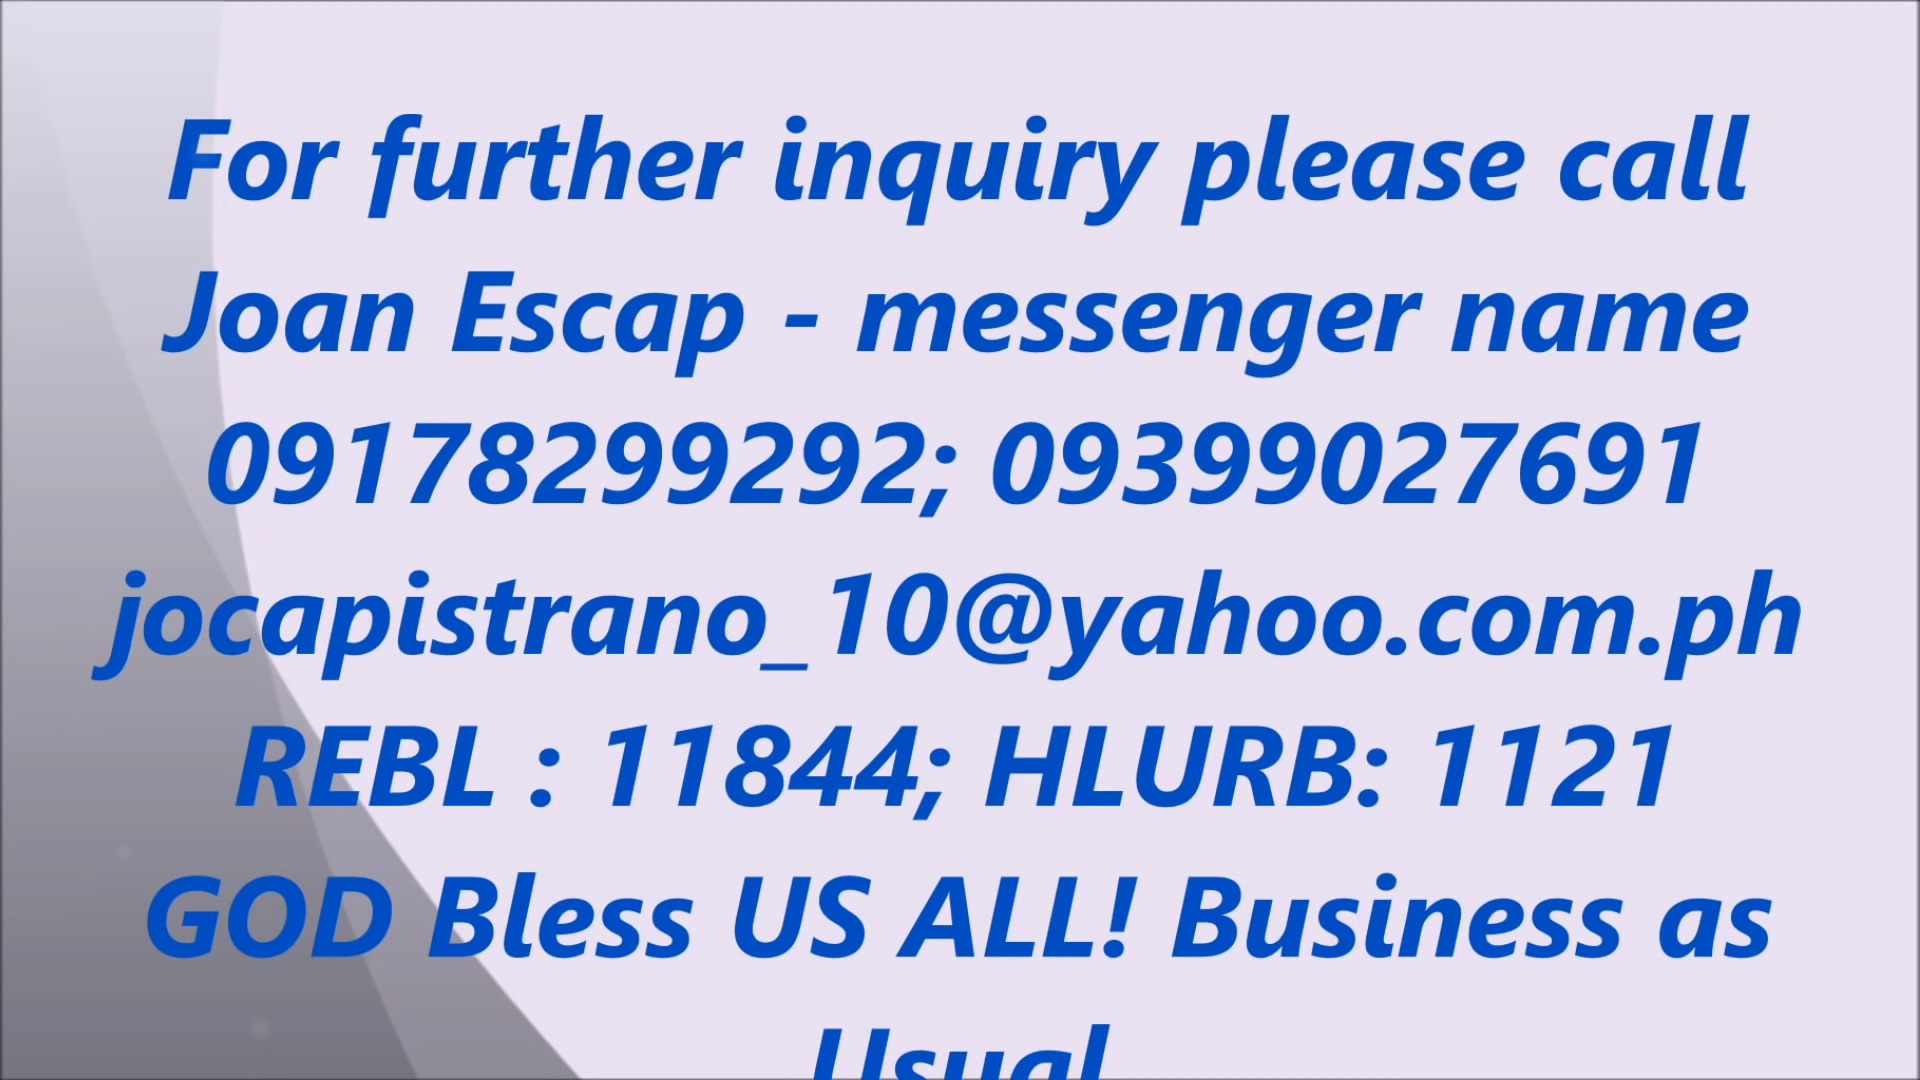 For further inquiry please call
Joan Escap - messenger name
09178299292; 09399027691
jocapistrano_10@yahoo.com.ph
REBL : 11844; HLURB: 1121
GOD Bless US ALL! Business as
Usual